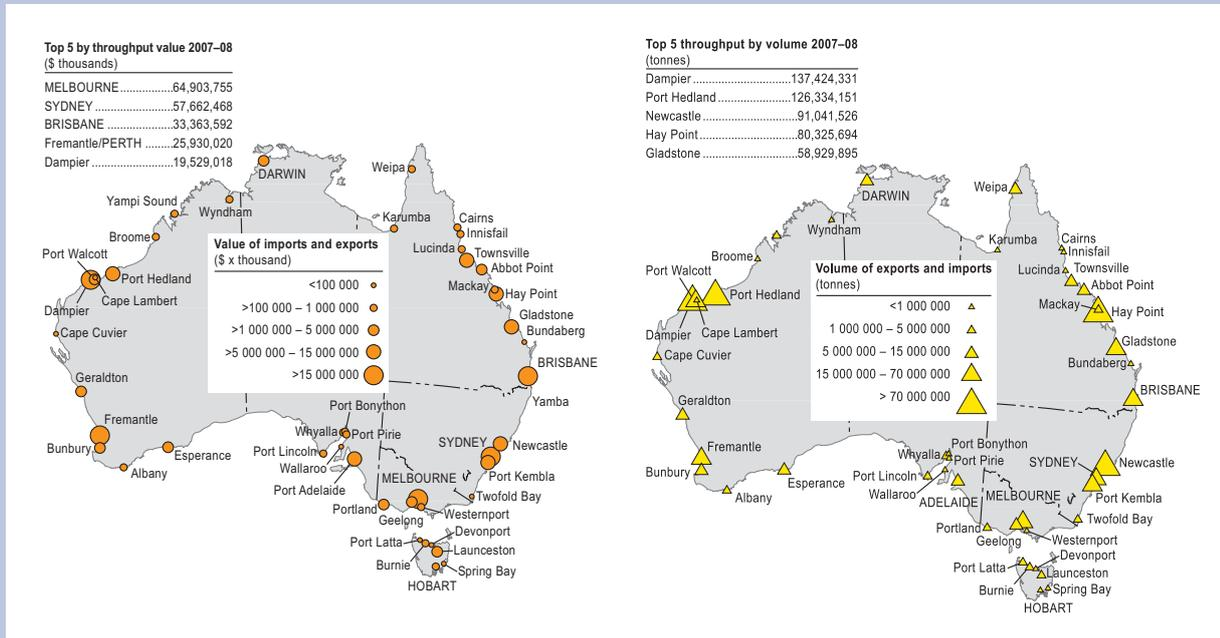 Top 5 by throughput value 2007–08
($ thousands)
MELBOURNE................64,903,755
SYDNEY ......................57,662,468
BRISBANE ...................33,363,592
Fremantle/PERTH .......25,930,020
Dampier ......................19,529,018
DARWIN
Weipa
Yampi Sound
Wyndham
Karumba
Cairns
Innisfail
Broome
Lucinda
Townsville
Port Walcott
Port Hedland
Abbot Point
Mackay
Hay Point
Cape Lambert
Dampier
Gladstone
Cape Cuvier
Bundaberg
BRISBANE
Geraldton
Yamba
Port Bonython
Fremantle
Whyalla
Port Pirie
SYDNEY
Newcastle
Bunbury
Esperance
Port Lincoln
Albany
Wallaroo
Port Kembla
MELBOURNE
Port Adelaide
Twofold Bay
Portland
Westernport
Geelong
Devonport
Port Latta
Launceston
Burnie
Spring Bay
HOBART
Value of imports and exports
($ x thousand)
<100 000
>100 000 – 1 000 000
>1 000 000 – 5 000 000
>5 000 000 – 15 000 000
>15 000 000
Top 5 throughput by volume 2007–08
(tonnes)
Dampier ............................137,424,331
Port Hedland .....................126,334,151
Newcastle ...........................91,041,526
Hay Point ............................80,325,694
Gladstone ...........................58,929,895
DARWIN
Weipa
Wyndham
Karumba
Cairns
Innisfail
Broome
Lucinda
Townsville
Port Walcott
Abbot Point
Port Hedland
Mackay
Hay Point
Dampier
Cape Lambert
Gladstone
Cape Cuvier
Bundaberg
BRISBANE
Geraldton
Fremantle
Port Bonython
Whyalla
Port Pirie
SYDNEY
Newcastle
Bunbury
Esperance
Port Lincoln
Albany
Wallaroo
ADELAIDE
MELBOURNE
Port Kembla
Portland
Twofold Bay
Geelong
Westernport
Devonport
Port Latta
Launceston
Burnie
Spring Bay
HOBART
Volume of exports and imports
(tonnes)
<1 000 000
1 000 000 – 5 000 000
5 000 000 – 15 000 000
15 000 000 – 70 000 000
> 70 000 000